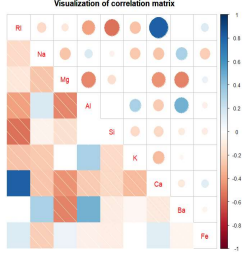 Visualization of correlation matrix
RI
1
Na
0.8
Mg
0.6
Al
0.4
0.2
Si
0
K
-0.2
Ca
-0.4
-0.6
Ba
-0.8
Fe
-1